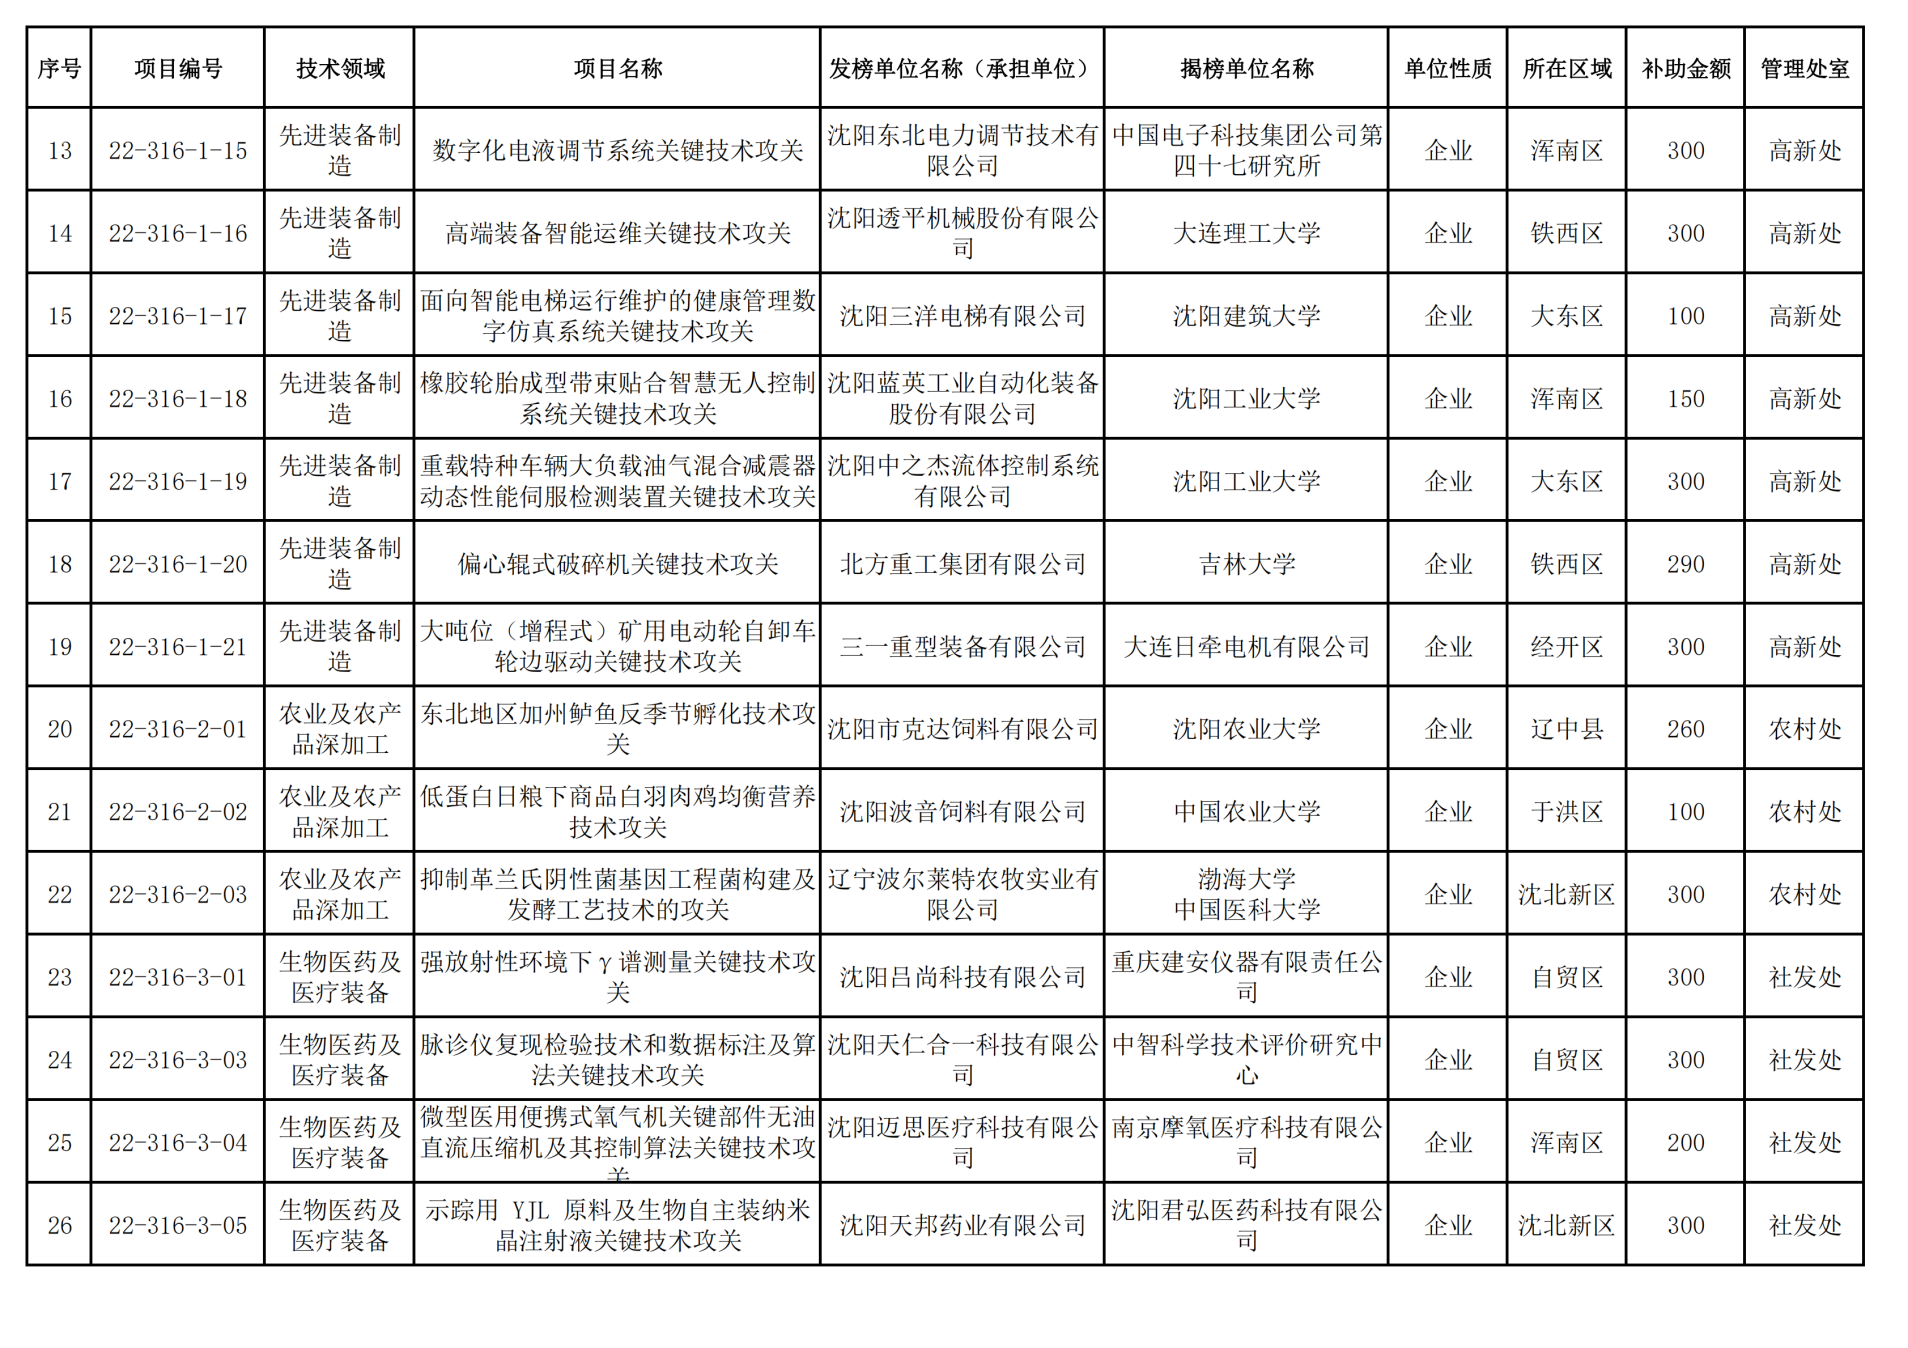 序号 项目编号 技术领域 项目名称 发榜单位名称（承担单位） 揭榜单位名称 单位性质 所在区域 补助金额 管理处室
13 22-316-1-15 先进装备制造 数字化电液调节系统关键技术攻关 沈阳东北电力调节技术有限公司 中国电子科技集团公司第四十七研究所 企业 浑南区 300 高新处
14 22-316-1-16 先进装备制造 高端装备智能运维关键技术攻关 沈阳透平机械股份有限公司 大连理工大学 企业 铁西区 300 高新处
15 22-316-1-17 先进装备制造 面向智能电梯运行维护的健康管理数字仿真系统关键技术攻关 沈阳三洋电梯有限公司 沈阳建筑大学 企业 大东区 100 高新处
16 22-316-1-18 先进装备制造 橡胶轮胎成型带束贴合智慧无人控制系统关键技术攻关 沈阳蓝英工业自动化装备股份有限公司 沈阳工业大学 企业 浑南区 150 高新处
17 22-316-1-19 先进装备制造 重载特种车辆大负载油气混合减震器动态性能伺服检测装置关键技术攻关 沈阳中之杰流体控制系统有限公司 沈阳工业大学 企业 大东区 300 高新处
18 22-316-1-20 先进装备制造 偏心辊式破碎机关键技术攻关 北方重工集团有限公司 吉林大学 企业 铁西区 290 高新处
19 22-316-1-21 先进装备制造 大吨位（增程式）矿用电动轮自卸车轮边驱动关键技术攻关 三一重型装备有限公司 大连日牵电机有限公司 企业 经开区 300 高新处
20 22-316-2-01 农业及农产品深加工 东北地区加州鲈鱼反季节孵化技术攻关 沈阳市克达饲料有限公司 沈阳农业大学 企业 辽中县 260 农村处
21 22-316-2-02 农业及农产品深加工 低蛋白日粮下商品白羽肉鸡均衡营养技术攻关 沈阳波音饲料有限公司 中国农业大学 企业 于洪区 100 农村处
22 22-316-2-03 农业及农产品深加工 抑制革兰氏阴性菌基因工程菌构建及发酵工艺技术的攻关 辽宁波尔莱特农牧实业有限公司 渤海大学 中国医科大学 企业 沈北新区 300 农村处
23 22-316-3-01 生物医药及医疗装备 强放射性环境下γ谱测量关键技术攻关 沈阳吕尚科技有限公司 重庆建安仪器有限责任公司 企业 自贸区 300 社发处
24 22-316-3-03 生物医药及医疗装备 脉诊仪复现检验技术和数据标注及算法关键技术攻关 沈阳天仁合一科技有限公司 中智科学技术评价研究中心 企业 自贸区 300 社发处
25 22-316-3-04 生物医药及医疗装备 微型医用便携式氧气机关键部件无油直流压缩机及其控制算法关键技术攻关 沈阳迈思医疗科技有限公司 南京摩氧医疗科技有限公司 企业 浑南区 200 社发处
26 22-316-3-05 生物医药及医疗装备 示踪用 YJL 原料及生物自主装纳米晶注射液关键技术攻关 沈阳天邦药业有限公司 沈阳君弘医药科技有限公司 企业 沈北新区 300 社发处